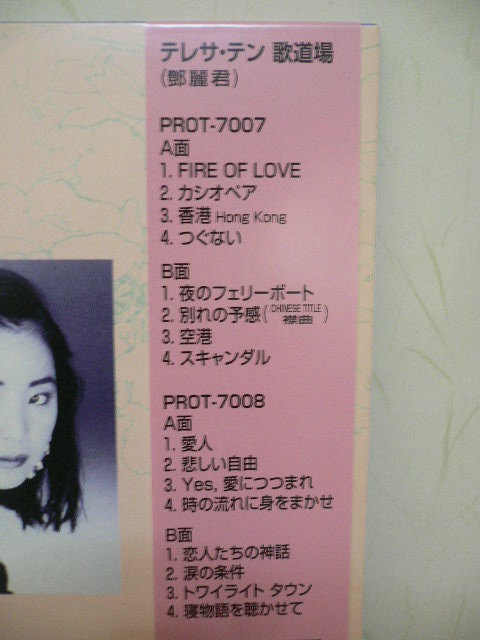 テレサ・テン 歌道場
(鄧麗君)
PROT-7007
A面
1. FIRE OF LOVE
2. カシオペア
3. 香港 Hong Kong
4. つぐない
B面
1. 夜のフェリーボート
2. 別れの予感(CHINESE TITLE 襟曲)
3. 空港
4. スキャンダル
PROT-7008
A面
1. 愛人
2. 悲しい自由
3. Yes, 愛につつまれ
4. 時の流れに身をまかせ
B面
1. 恋人たちの神話
2. 涙の条件
3. トワイライト タウン
4. 寝物語を聴かせて